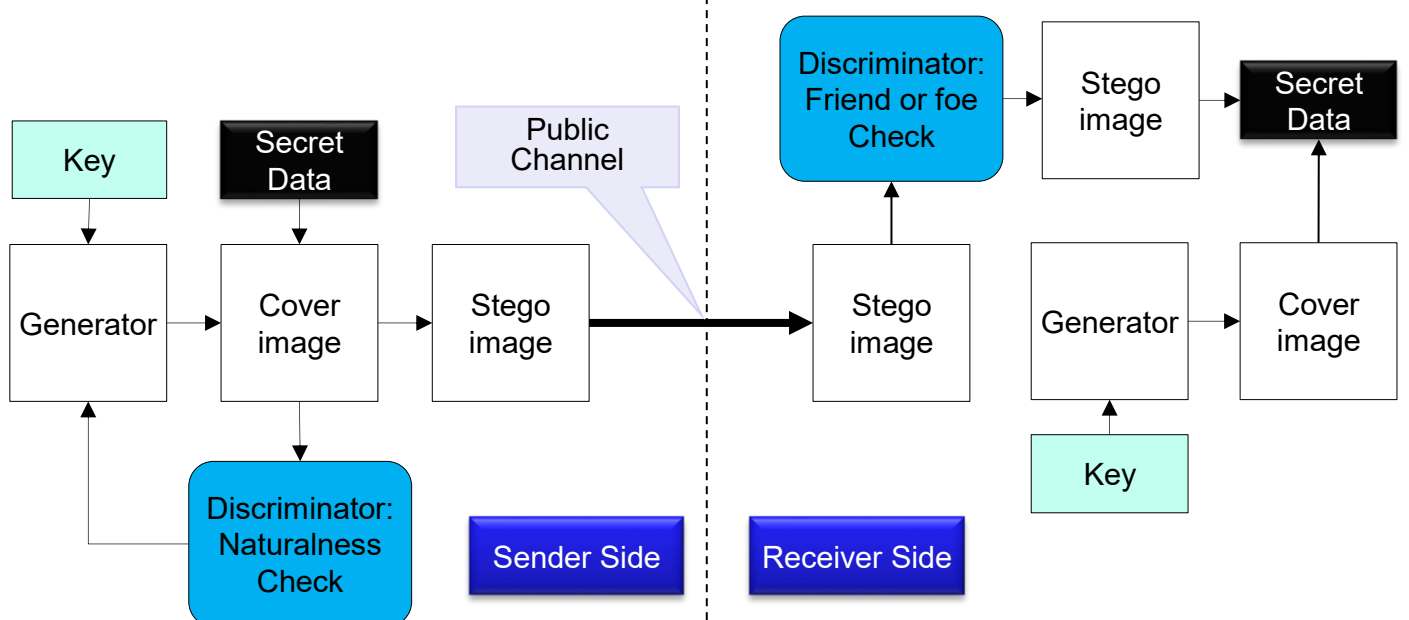 Key
Secret
Data
Public
Channel
Generator
Cover
image
Stego
image
Discriminator:
Naturalness
Check
Sender Side
Discriminator:
Friend or foe
Check
Stego
image
Secret
Data
Stego
image
Generator
Cover
image
Key
Receiver Side